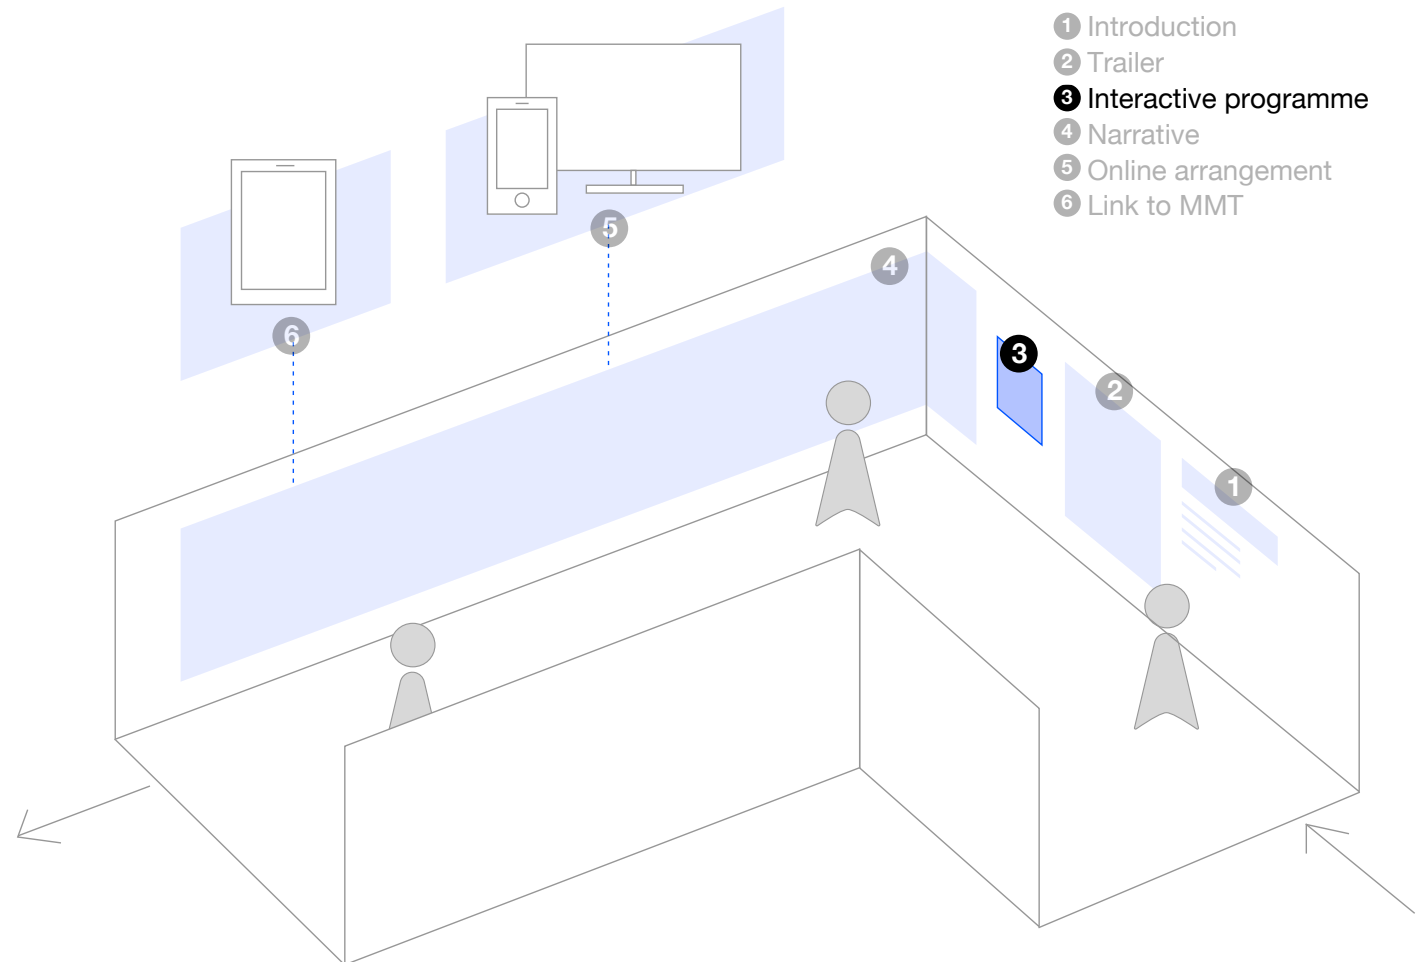 1 Introduction
2 Trailer
3 Interactive programme
4 Narrative
5 Online arrangement
6 Link to MMT
5
4
6
3
2
1